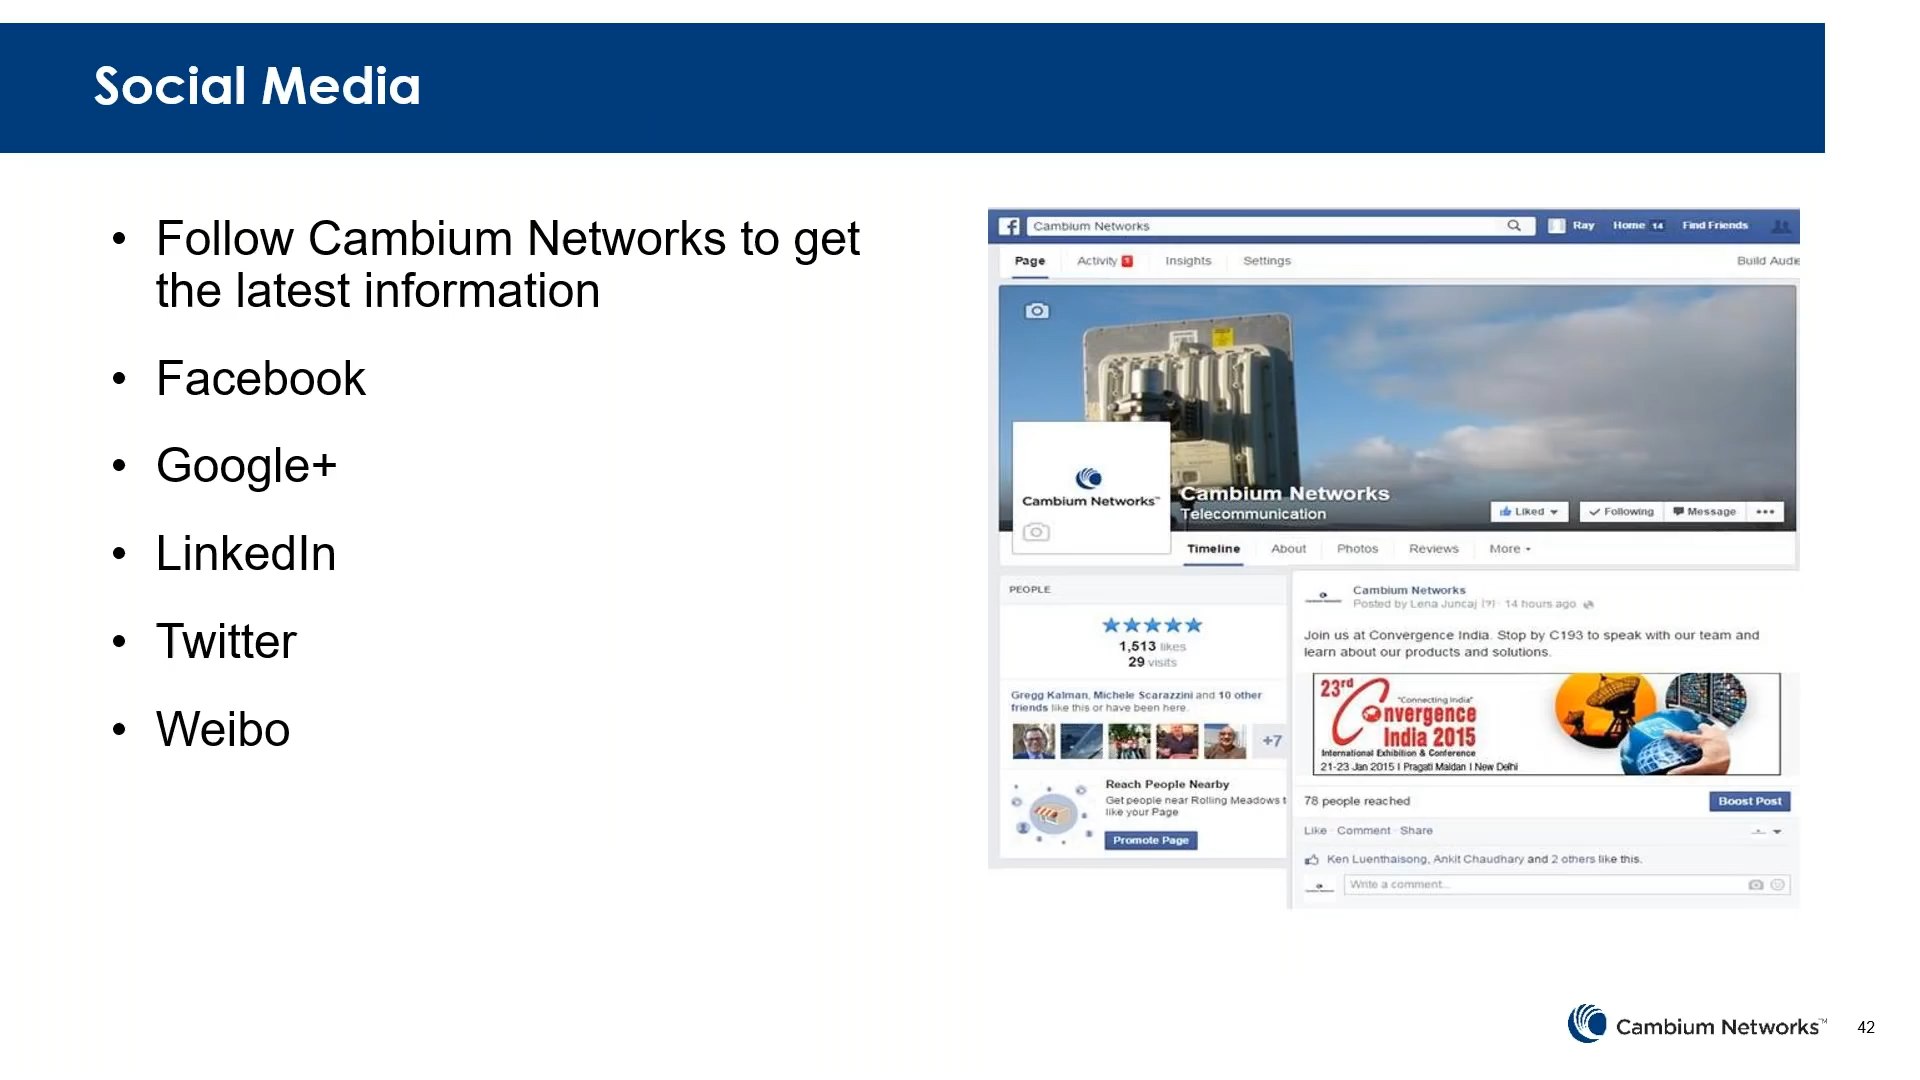 Social Media
• Follow Cambium Networks to get
the latest information
• Facebook
• Google+
• LinkedIn
• Twitter
• Weibo
f Cambium Networks Ray Home 14 Find Friends
Page Activity 1 Insights Settings Build Audie
Cambium Networks™
Cambium Networks
Telecommunication
Liked Following Message •••
Timeline About Photos Reviews More
PEOPLE
1,513 likes
29 visits
Gregg Kalman, Michele Scarazzini and 10 other
friends like this or have been here.
+7
Reach People Nearby
Get people near Rolling Meadows t
like your Page
Promote Page
Cambium Networks
Posted by Lena Juncaj [?] · 14 hours ago
Join us at Convergence India. Stop by C193 to speak with our team and
learn about our products and solutions.
23rd
"Connecting India"
Convergence
India 2015
International Exhibition & Conference
21-23 Jan 2015 I Pragati Maidan I New Delhi
78 people reached
Boost Post
Like · Comment · Share
Ken Luenthaisong, Ankit Chaudhary and 2 others like this.
Write a comment...
Cambium Networks™
42